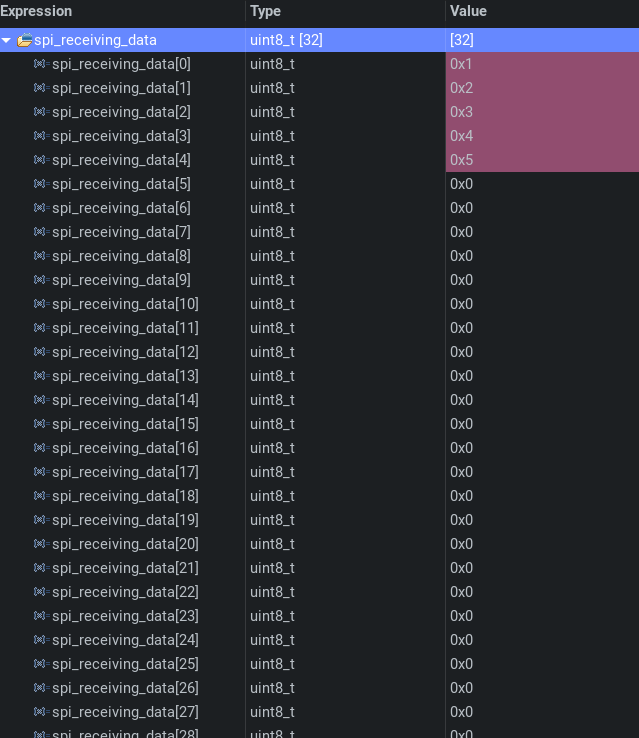 Expression Type Value
spi_receiving_data uint8_t [32] [32]
spi_receiving_data[0] uint8_t 0x1
spi_receiving_data[1] uint8_t 0x2
spi_receiving_data[2] uint8_t 0x3
spi_receiving_data[3] uint8_t 0x4
spi_receiving_data[4] uint8_t 0x5
spi_receiving_data[5] uint8_t 0x0
spi_receiving_data[6] uint8_t 0x0
spi_receiving_data[7] uint8_t 0x0
spi_receiving_data[8] uint8_t 0x0
spi_receiving_data[9] uint8_t 0x0
spi_receiving_data[10] uint8_t 0x0
spi_receiving_data[11] uint8_t 0x0
spi_receiving_data[12] uint8_t 0x0
spi_receiving_data[13] uint8_t 0x0
spi_receiving_data[14] uint8_t 0x0
spi_receiving_data[15] uint8_t 0x0
spi_receiving_data[16] uint8_t 0x0
spi_receiving_data[17] uint8_t 0x0
spi_receiving_data[18] uint8_t 0x0
spi_receiving_data[19] uint8_t 0x0
spi_receiving_data[20] uint8_t 0x0
spi_receiving_data[21] uint8_t 0x0
spi_receiving_data[22] uint8_t 0x0
spi_receiving_data[23] uint8_t 0x0
spi_receiving_data[24] uint8_t 0x0
spi_receiving_data[25] uint8_t 0x0
spi_receiving_data[26] uint8_t 0x0
spi_receiving_data[27] uint8_t 0x0
spi_receiving_data[28] uint8_t 0x0